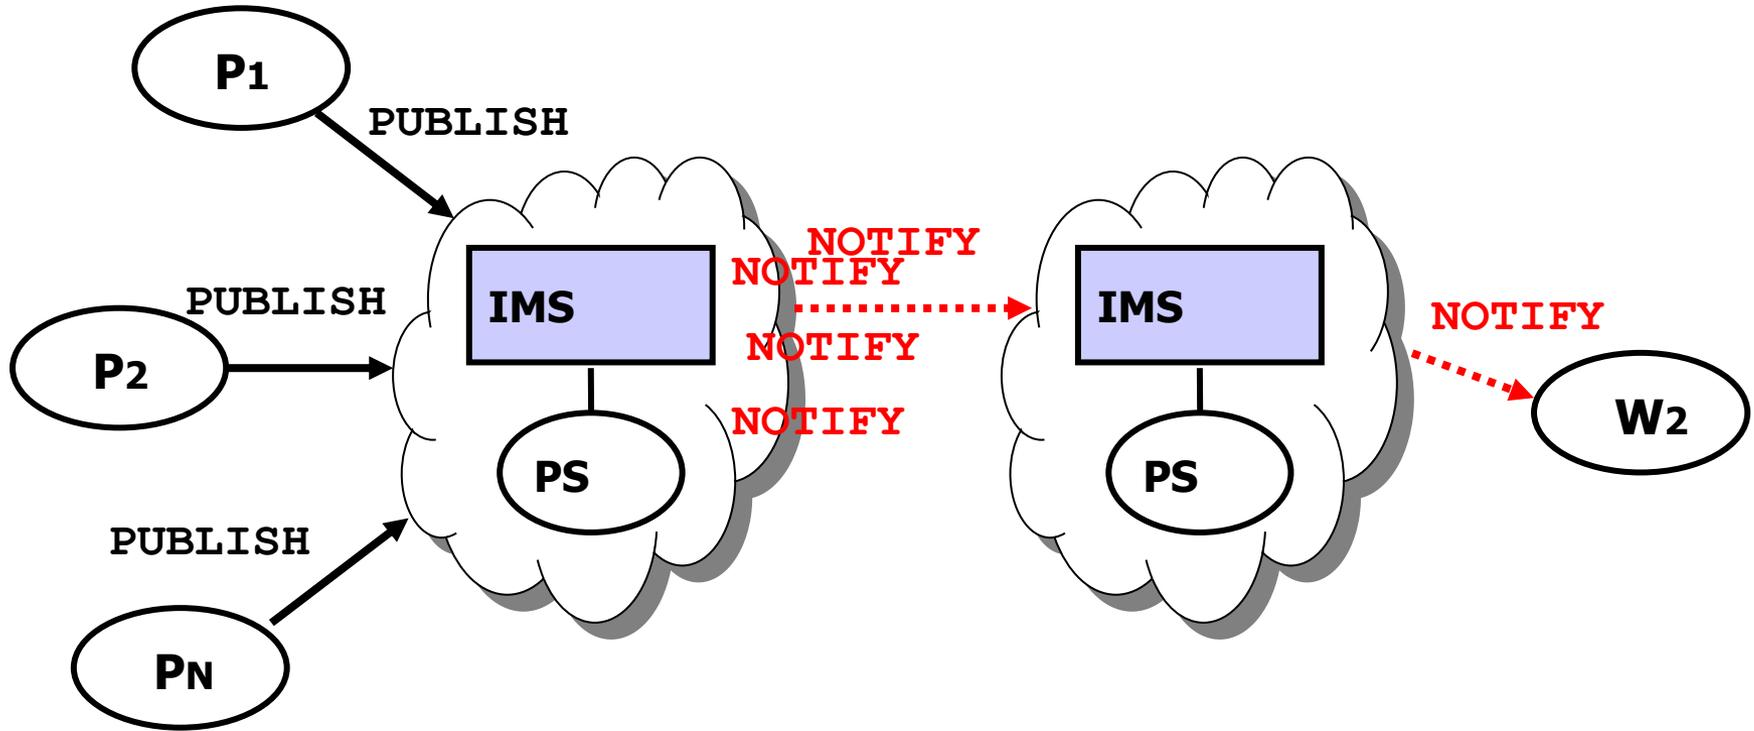 P1
PUBLISH
NOTIFY
NOTIFY
PUBLISH
IMS
IMS
NOTIFY
NOTIFY
P2
W2
NOTIFY
PS
PS
PUBLISH
PN